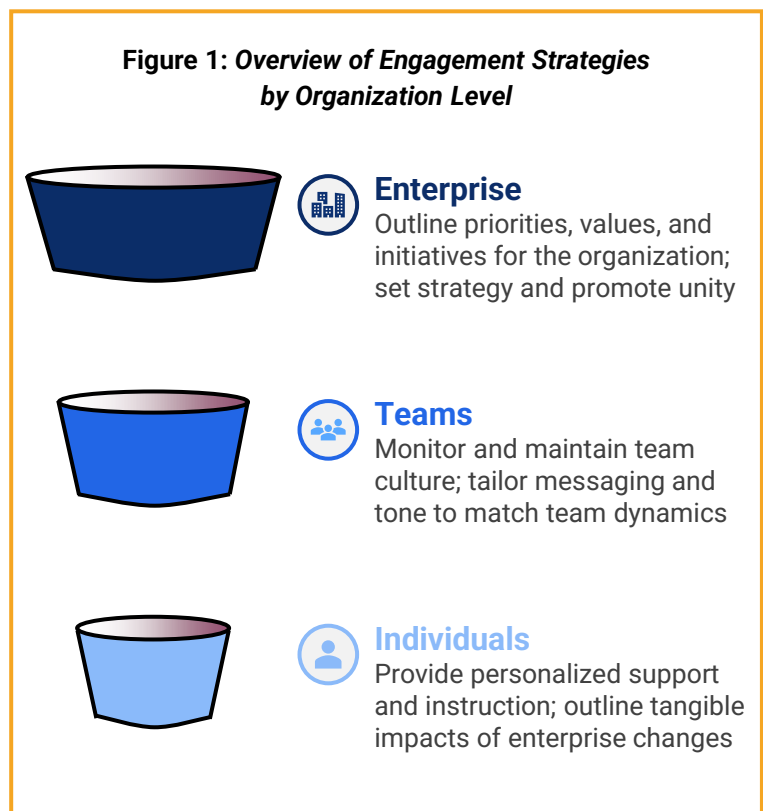 Figure 1: Overview of Engagement Strategies
by Organization Level
Enterprise
Outline priorities, values, and
initiatives for the organization;
set strategy and promote unity
Teams
Monitor and maintain team
culture; tailor messaging and
tone to match team dynamics
Individuals
Provide personalized support
and instruction; outline tangible
impacts of enterprise changes